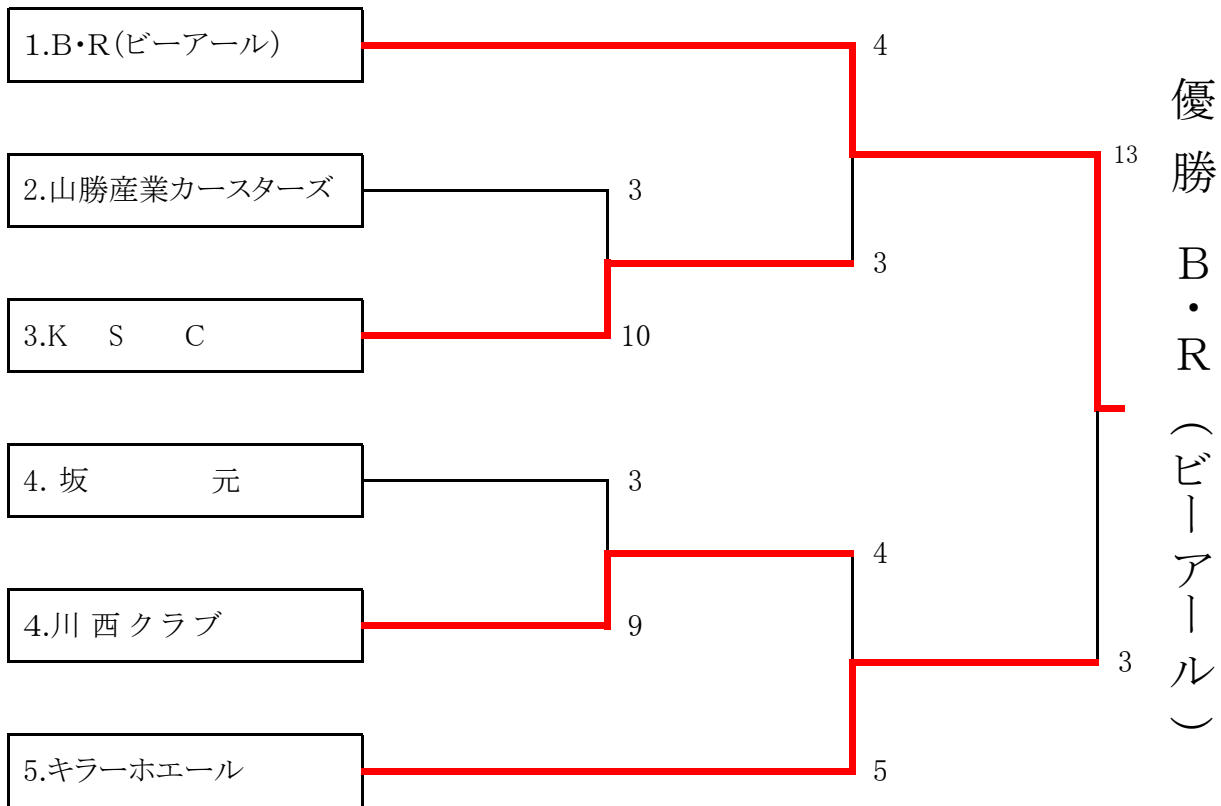 1.B・R(ビーアール)
4
2.山勝産業カースターズ
3
13
3
3.K S C
10
4. 坂 元
3
4
4.川 西 ク ラ ブ
9
3
5.キラーホエール
5
優勝 B・R(ビーアール)